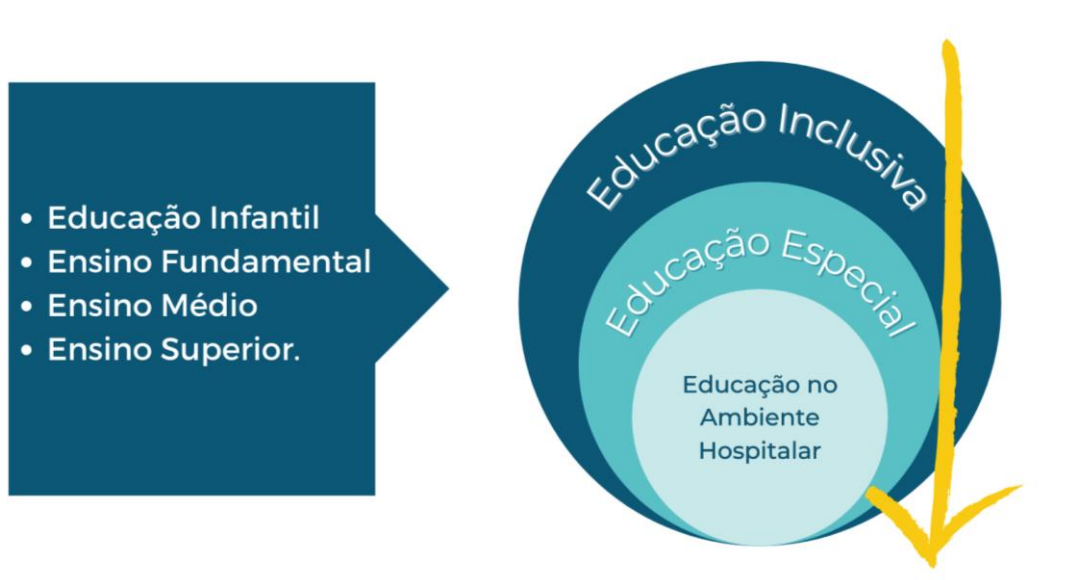 • Educação Infantil
• Ensino Fundamental
• Ensino Médio
• Ensino Superior.
Educação Inclusiva
Educação Especial
Educação no
Ambiente
Hospitalar